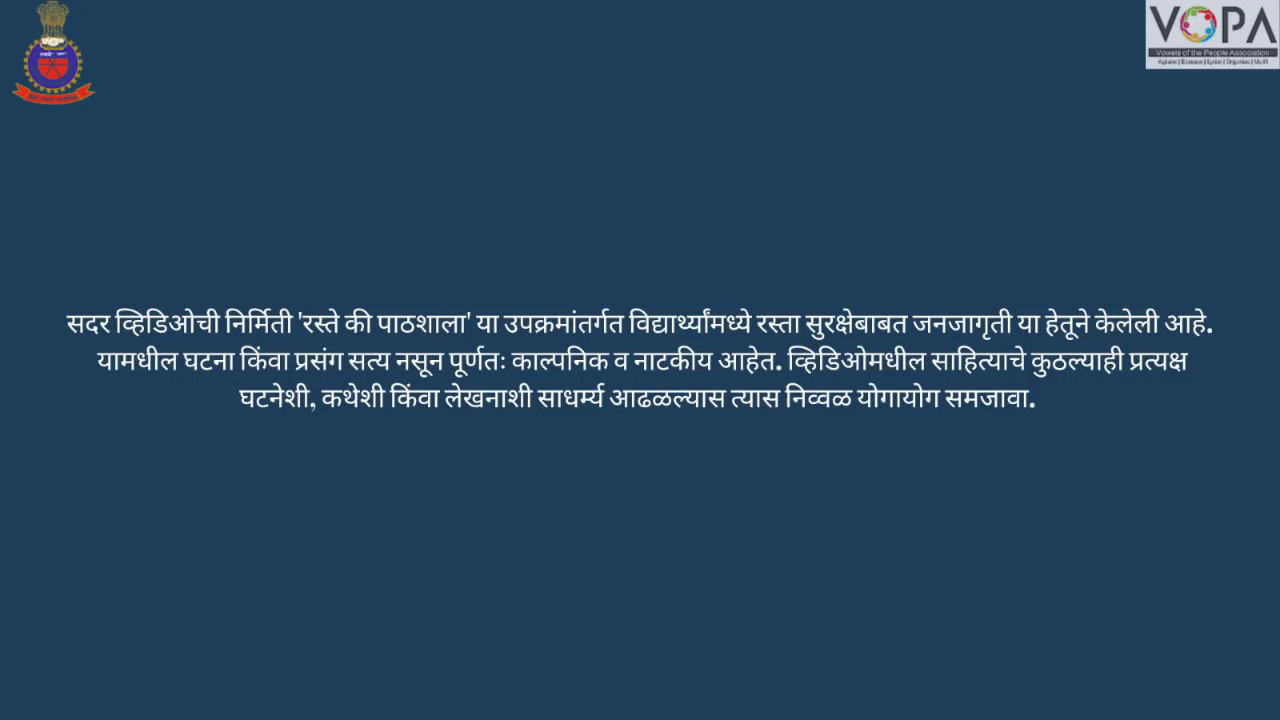 VOPA
Vowels of the People Association
सदर व्हिडिओची निर्मिती 'रस्ते की पाठशाला' या उपक्रमांतर्गत विद्यार्थ्यांमध्ये रस्ता सुरक्षेबाबत जनजागृती या हेतूने केलेली आहे.
यामधील घटना किंवा प्रसंग सत्य नसून पूर्णतः काल्पनिक व नाटकीय आहेत. व्हिडिओमधील साहित्याचे कुठल्याही प्रत्यक्ष
घटनेशी, कथेशी किंवा लेखनाशी साधर्म्य आढळल्यास त्यास निव्वळ योगायोग समजावा.